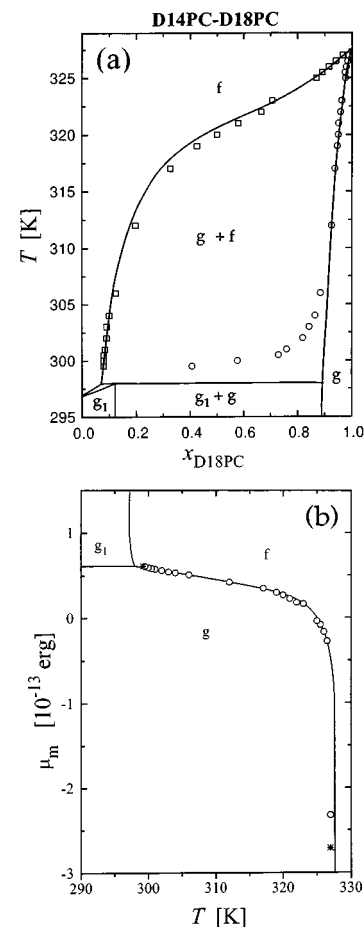 D14PC-D18PC
(a)
f
325
320
315
310
305
300
295
T [K]
g + f
g
g₁
g₁ + g
0.0 0.2 0.4 0.6 0.8 1.0
x_D18PC
(b)
1
0
-1
-2
-3
μₘ [10⁻¹³ erg]
g₁
f
g
290 300 310 320 330
T [K]